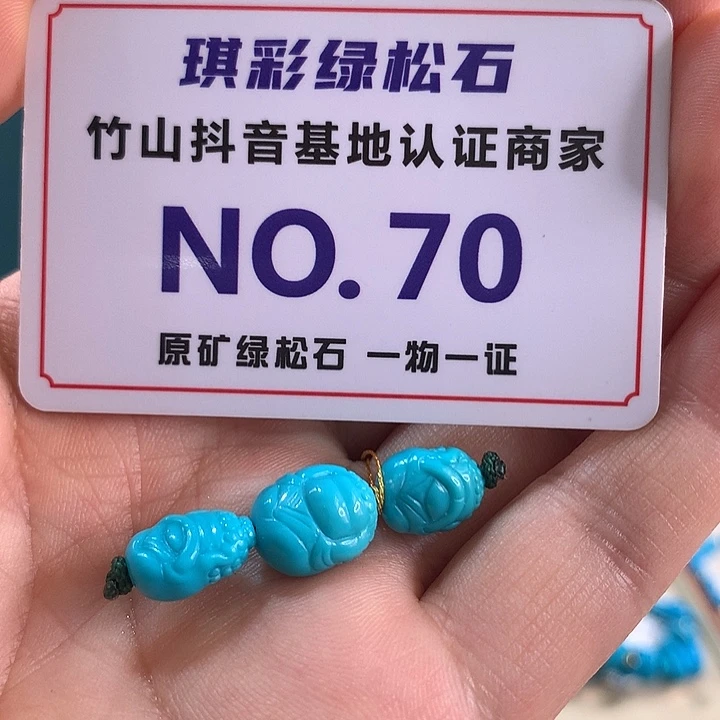 琪彩绿松石
竹山抖音基地认证商家
NO.70
原矿绿松石 一物一证